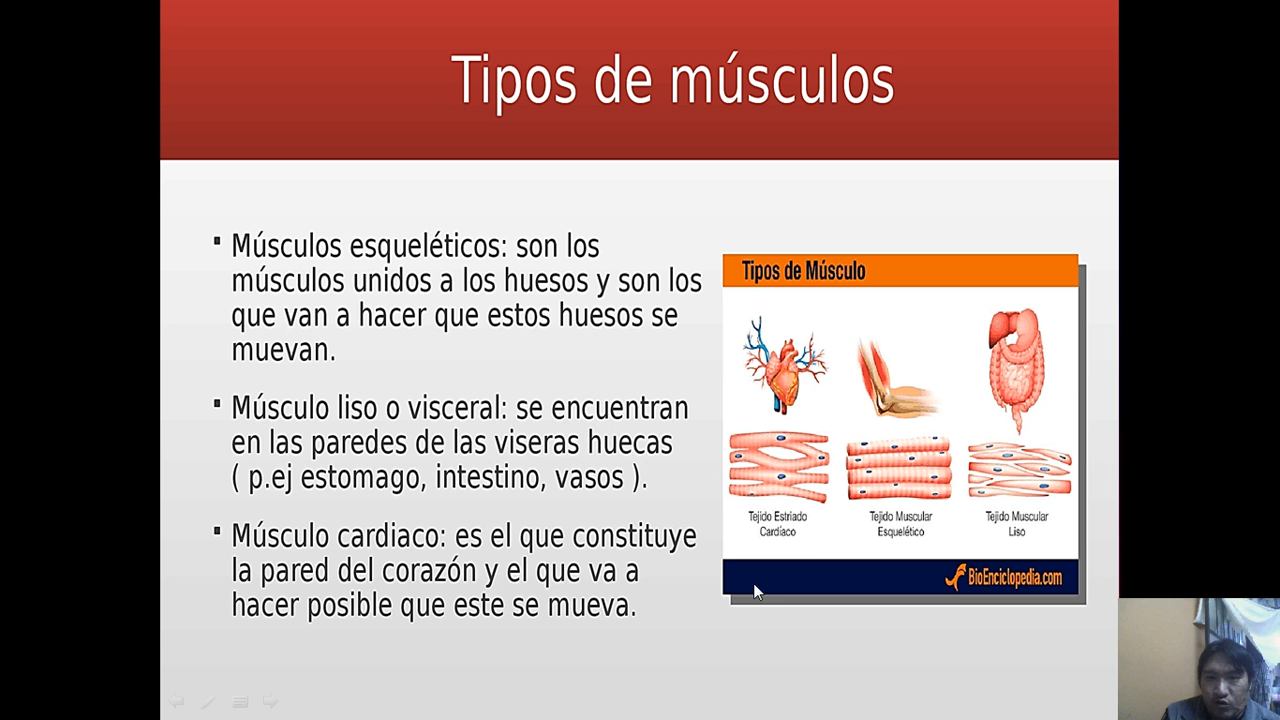 Tipos de músculos
Músculos esqueléticos: son los
músculos unidos a los huesos y son los
que van a hacer que estos huesos se
muevan.
Músculo liso o visceral: se encuentran
en las paredes de las viseras huecas
( p.ej estomago, intestino, vasos ).
Músculo cardiaco: es el que constituye
la pared del corazón y el que va a
hacer posible que este se mueva.
Tipos de Músculo
Tejido Estriado
Cardíaco
Tejido Muscular
Esquelético
Tejido Muscular
Liso
BioEnciclopedia.com